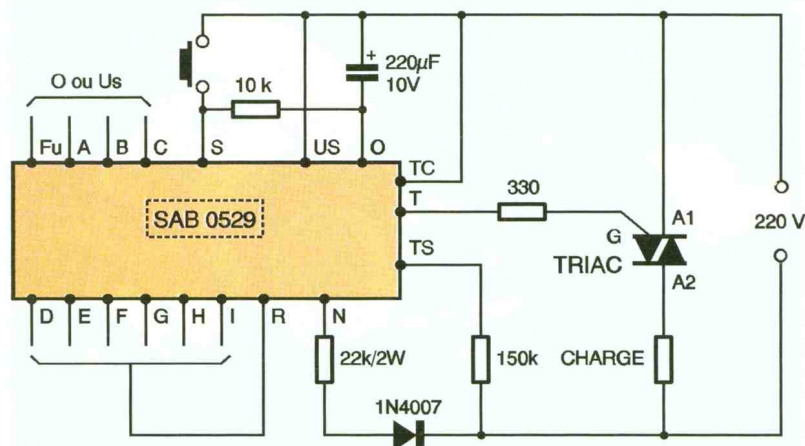 O ou Us
10 k
+
220µF
10V
Fu
A
B
C
S
US
O
TC
T
TS
SAB 0529
330
G
A1
TRIAC
A2
220 V
D
E
F
G
H
I
R
N
22k/2W
150k
CHARGE
1N4007